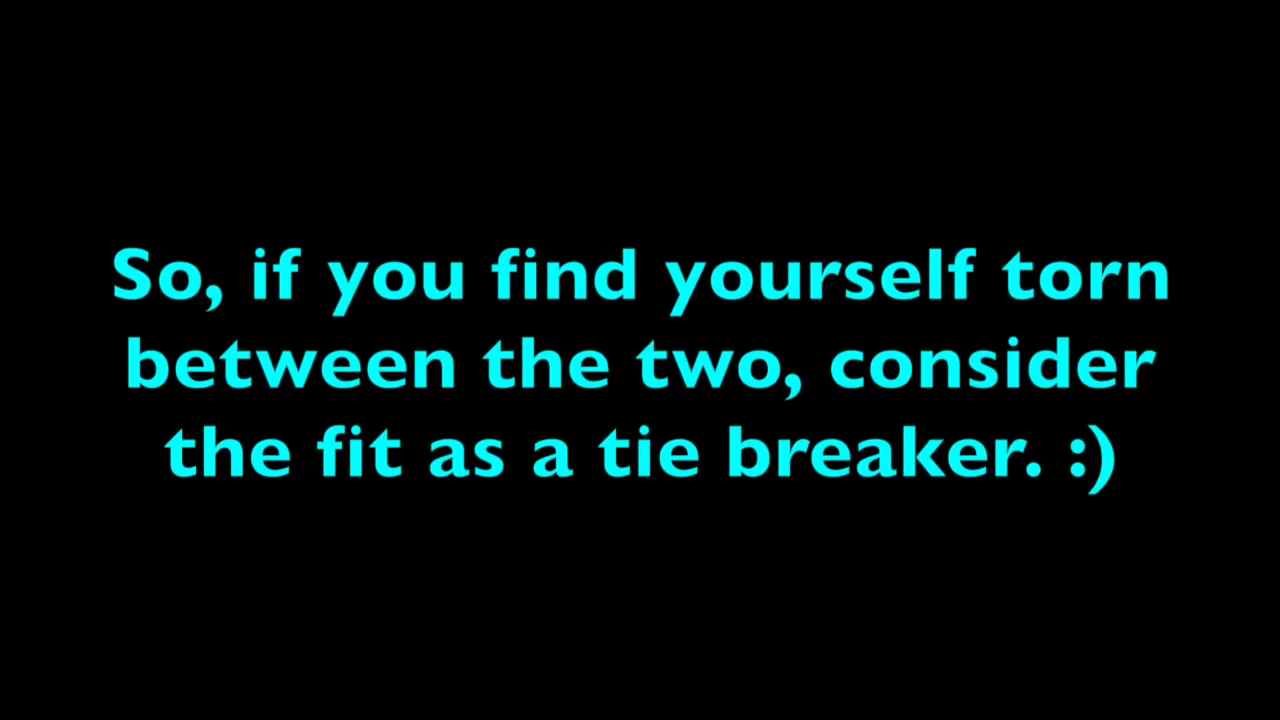 So, if you find yourself torn
between the two, consider
the fit as a tie breaker. :)